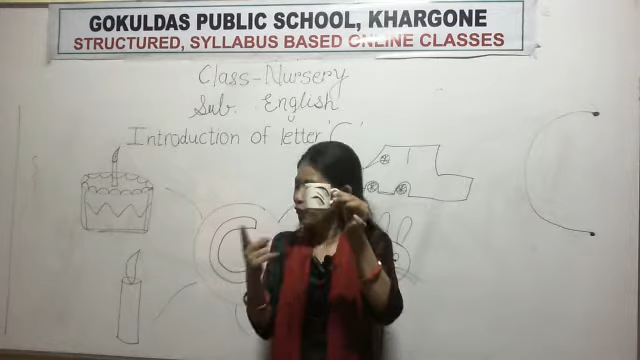 GOKULDAS PUBLIC SCHOOL, KHARGONE
STRUCTURED, SYLLABUS BASED ONLINE CLASSES
Class-Nursery
Sub. English
Introduction of letter 'C'
C